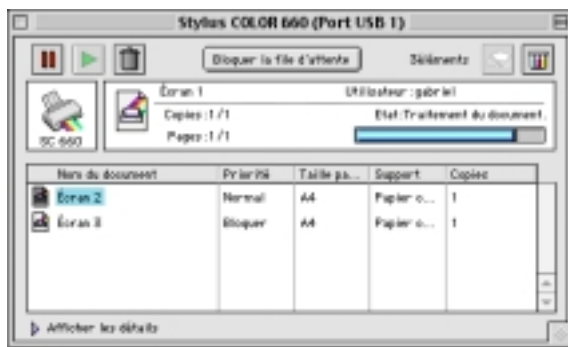 Stylus COLOR 660 (Port USB 1)
Bloquer la file d'attente
3 éléments
SC 660
Écran 1
Utilisateur : gabriel
Copies : 1 / 1
Etat : Traitement du document.
Pages : 1 / 1
Nom du document Priorité Taille pa... Support Copies
Écran 2 Normal A4 Papier o... 1
Écran 3 Bloquer A4 Papier o... 1
Afficher les détails